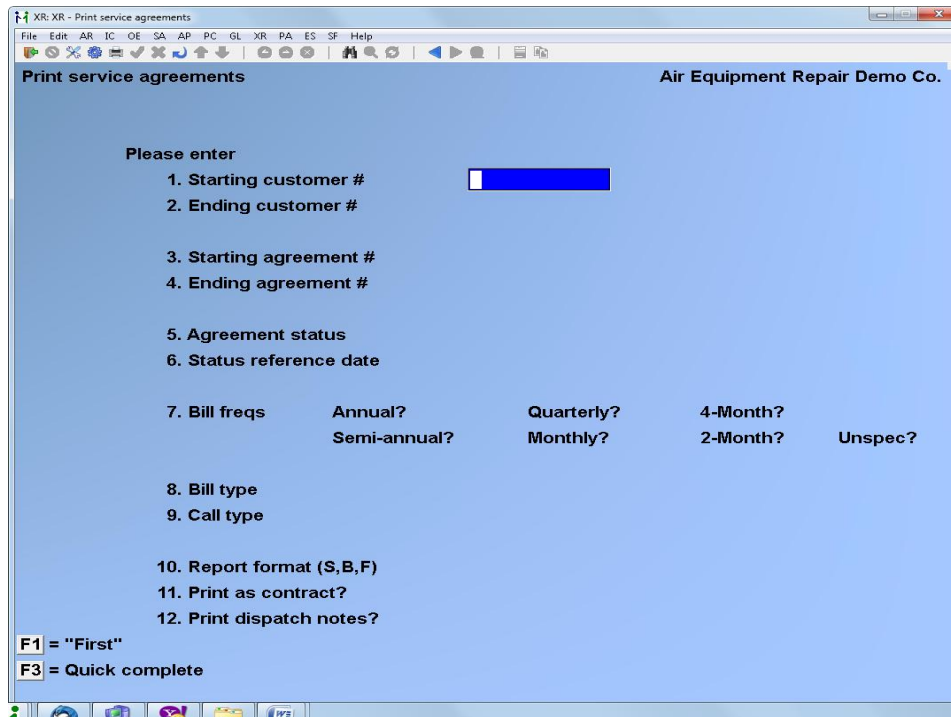 XR: XR - Print service agreements
File Edit AR IC OE SA AP PC GL XR PA ES SF Help
Print service agreements Air Equipment Repair Demo Co.
Please enter
1. Starting customer #
2. Ending customer #
3. Starting agreement #
4. Ending agreement #
5. Agreement status
6. Status reference date
7. Bill freqs Annual? Quarterly? 4-Month?
Semi-annual? Monthly? 2-Month? Unspec?
8. Bill type
9. Call type
10. Report format (S,B,F)
11. Print as contract?
12. Print dispatch notes?
F1 = "First"
F3 = Quick complete